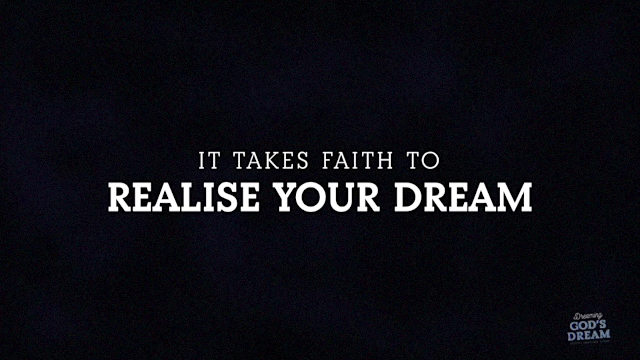 IT TAKES FAITH TO
REALISE YOUR DREAM
Dreaming
GOD'S
DREAM